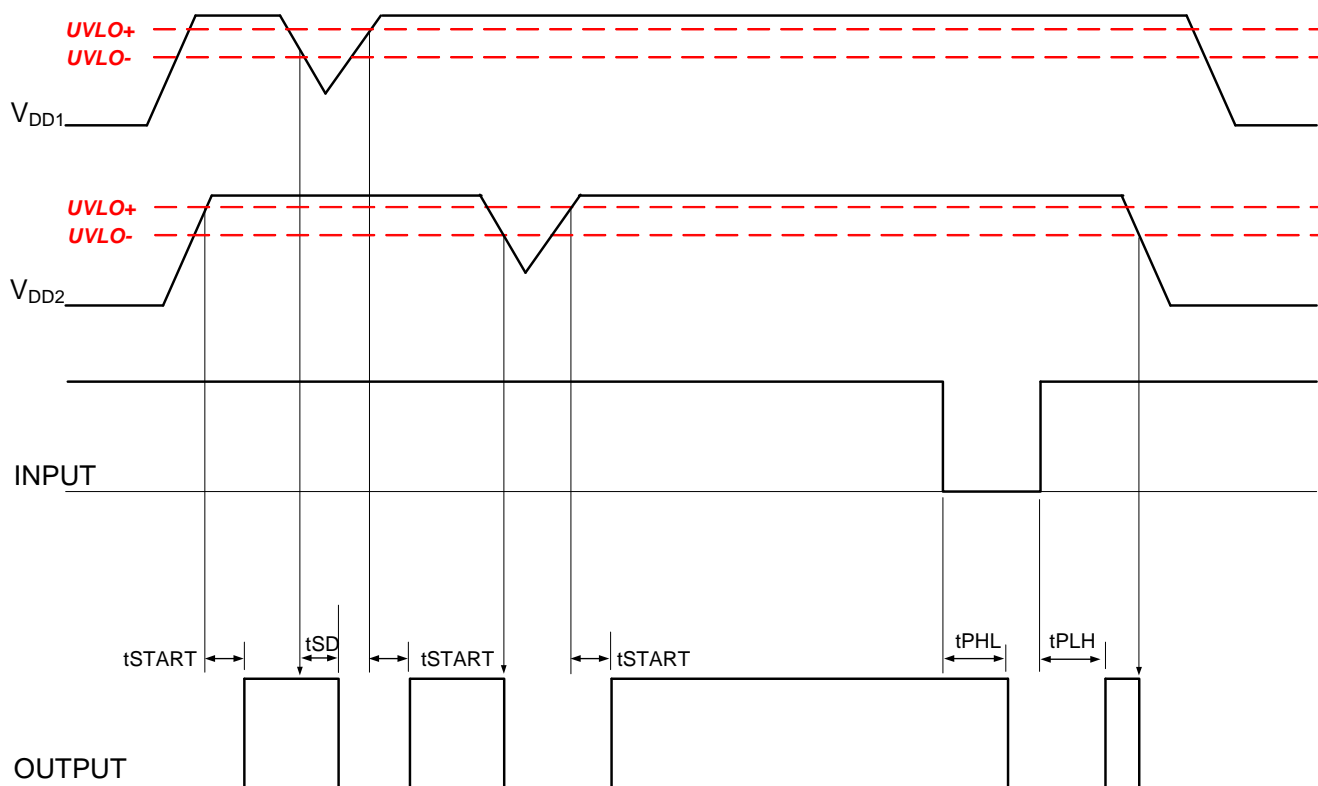 UVLO+
UVLO-
VDD1
UVLO+
UVLO-
VDD2
INPUT
tSTART
tSD
tSTART
tSTART
tPHL
tPLH
OUTPUT